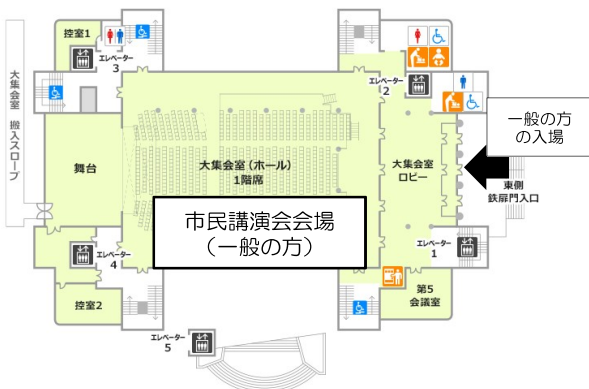 控室1
エレベーター
3
エレベーター
2
一般の方
の入場
大集会室 搬入スロープ
舞台
大集会室(ホール)
1階席
大集会室
ロビー
東側
鉄扉門入口
市民講演会会場
(一般の方)
エレベーター
1
エレベーター
4
控室2
第5
会議室
エレベーター
5